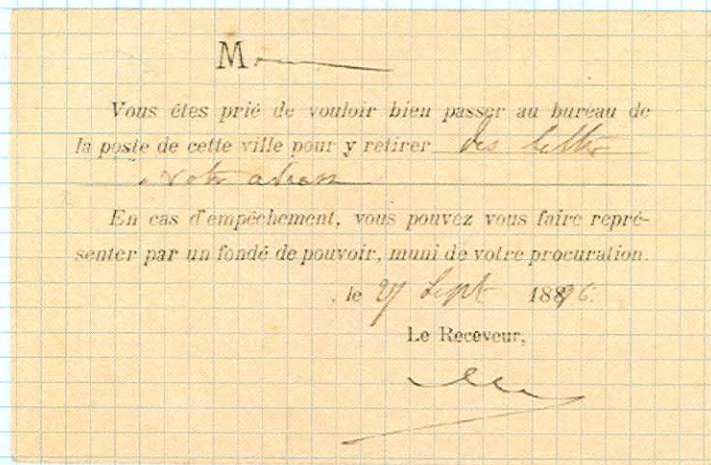 M
Vous êtes prié de vouloir bien passer au bureau de
la poste de cette ville pour y retirer des lettres
à votre adresse
En cas d'empêchement, vous pouvez vous faire repré-
senter par un fondé de pouvoir, muni de votre procuration.
, le 27 Sept 1896.
Le Receveur,